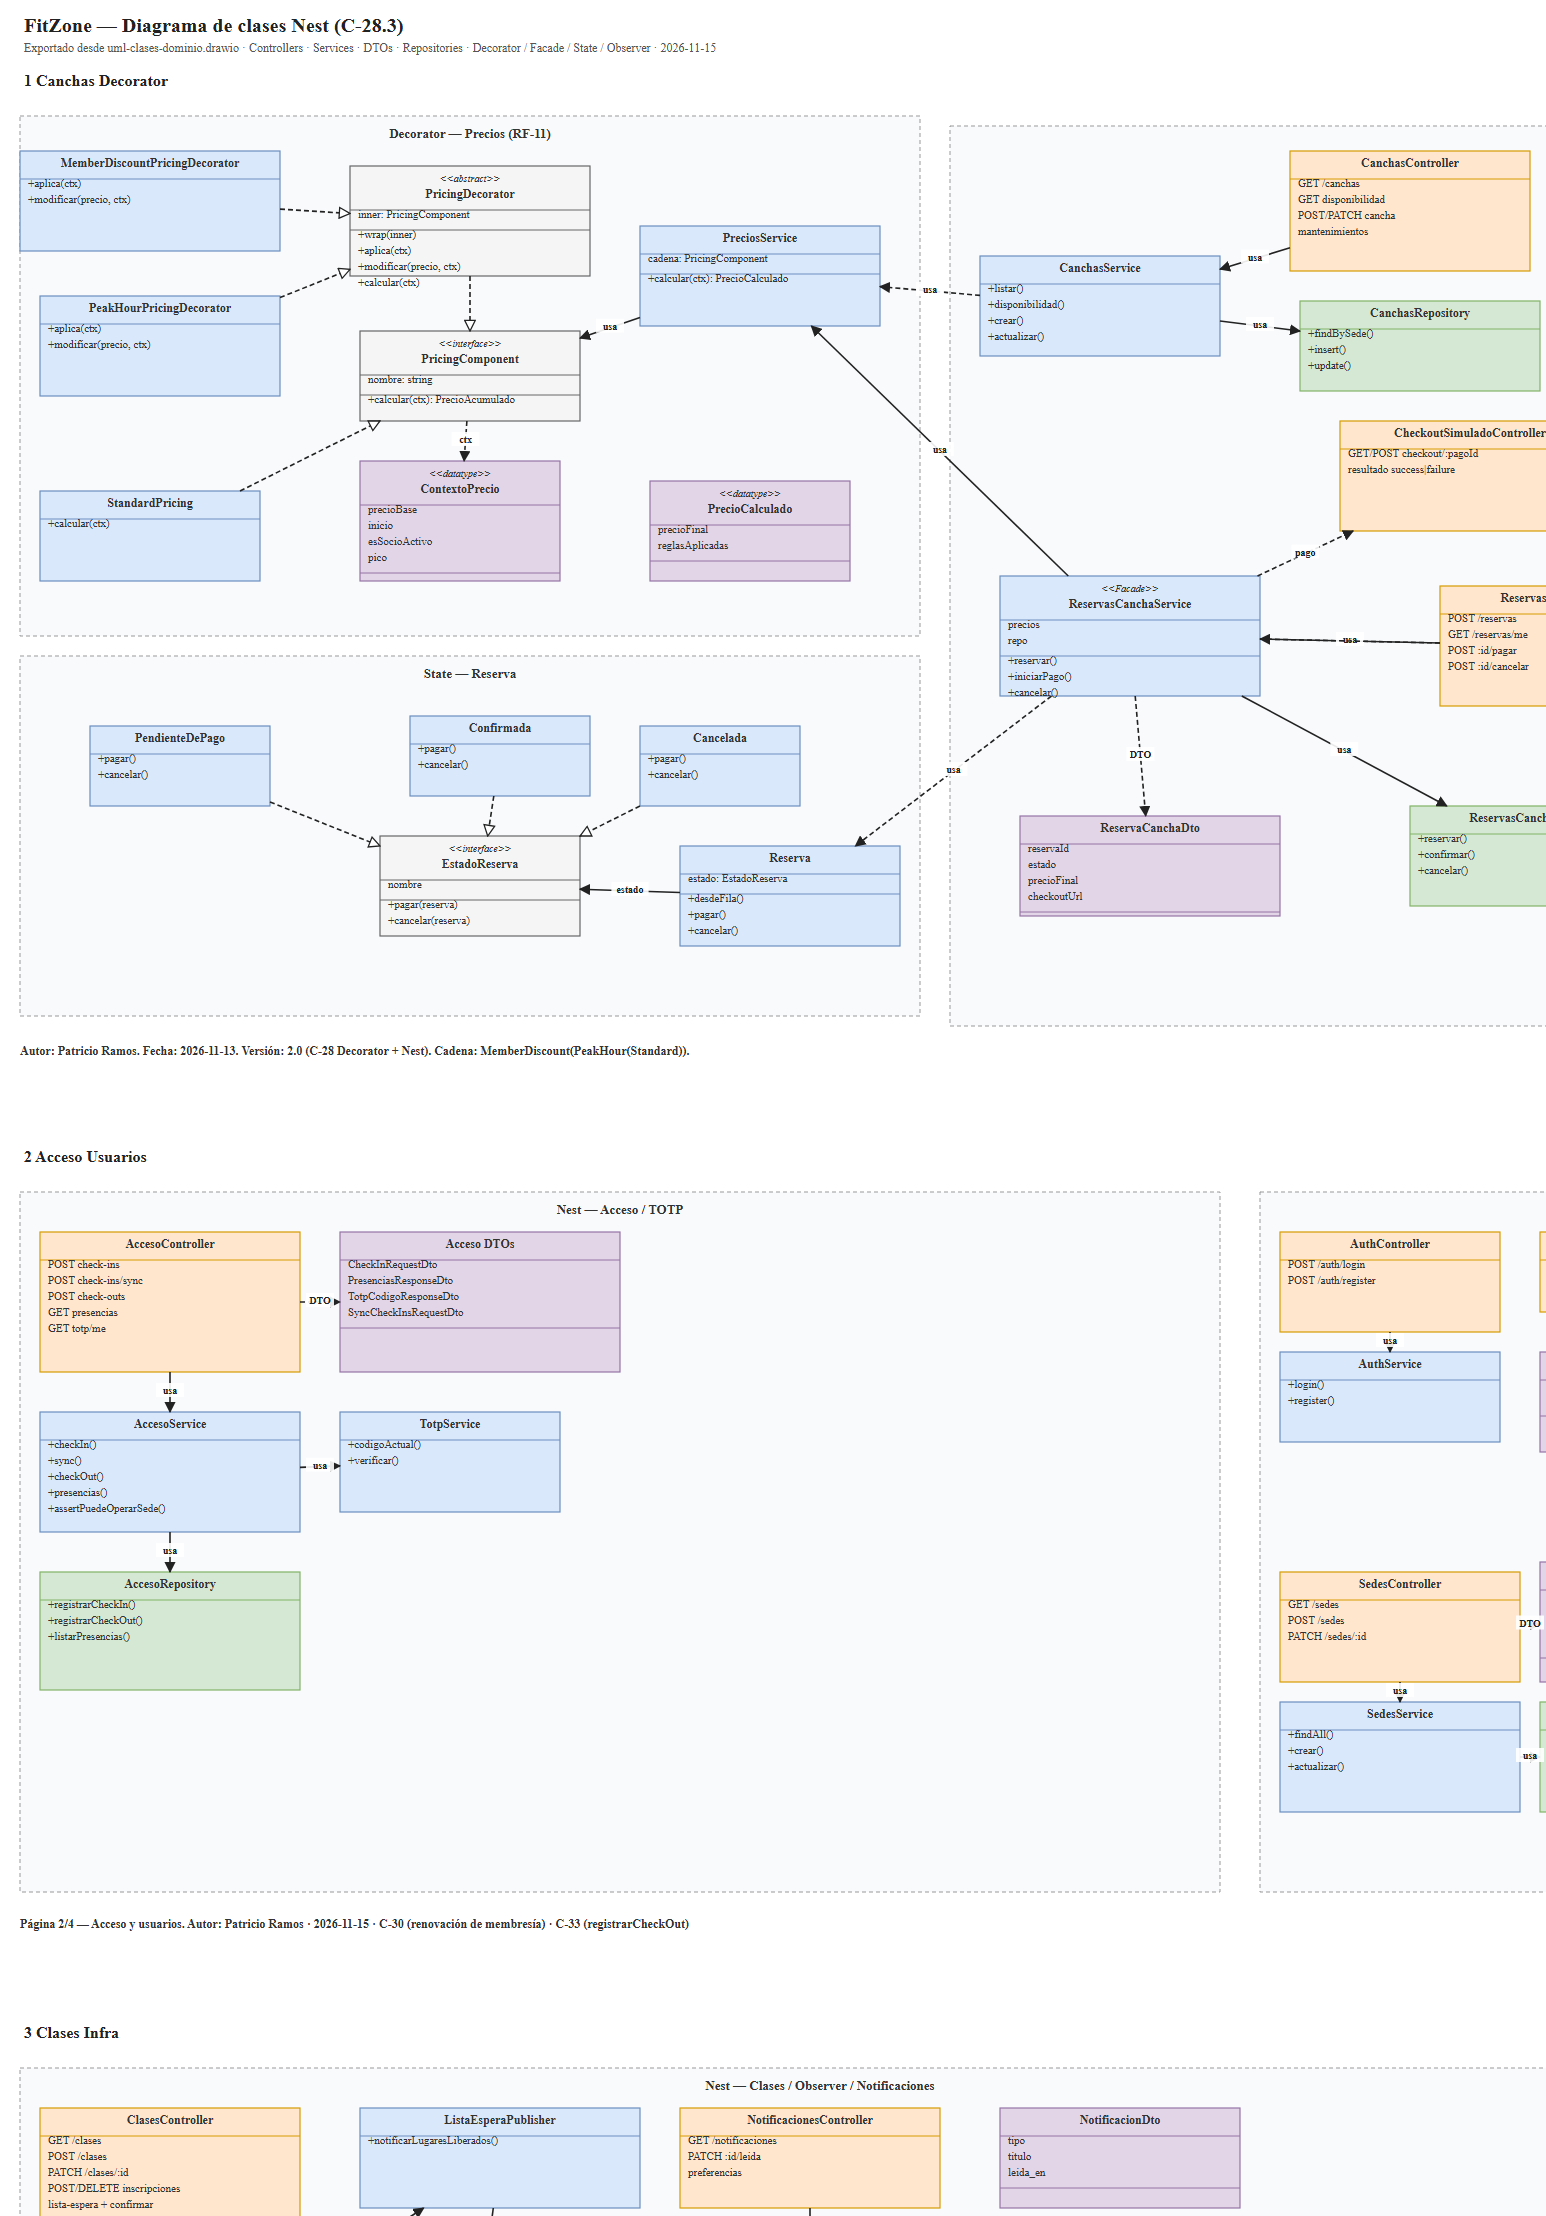 FitZone — Diagrama de clases Nest (C-28.3)
Exportado desde uml-clases-dominio.drawio · Controllers · Services · DTOs · Repositories · Decorator / Facade / State / Observer · 2026-11-15
1 Canchas Decorator
Decorator — Precios (RF-11)
MemberDiscountPricingDecorator
+aplica(ctx)
+modificar(precio, ctx)
<<abstract>>
PricingDecorator
inner: PricingComponent
+wrap(inner)
+aplica(ctx)
+modificar(precio, ctx)
+calcular(ctx)
PreciosService
cadena: PricingComponent
+calcular(ctx): PrecioCalculado
PeakHourPricingDecorator
+aplica(ctx)
+modificar(precio, ctx)
usa
<<interface>>
PricingComponent
nombre: string
+calcular(ctx): PrecioAcumulado
ctx
StandardPricing
+calcular(ctx)
<<datatype>>
ContextoPrecio
precioBase
inicio
esSocioActivo
pico
<<datatype>>
PrecioCalculado
precioFinal
reglasAplicadas
CanchasController
GET /canchas
GET disponibilidad
POST/PATCH cancha
mantenimientos
usa
CanchasService
+listar()
+disponibilidad()
+crear()
+actualizar()
usa
usa
CanchasRepository
+findBySede()
+insert()
+update()
usa
CheckoutSimuladoController
GET/POST checkout/:pagoId
resultado success|failure
pago
<<Facade>>
ReservasCanchaService
precios
repo
+reservar()
+iniciarPago()
+cancelar()
usa
Reservas
POST /reservas
GET /reservas/me
POST :id/pagar
POST :id/cancelar
usa
DTO
usa
ReservaCanchaDto
reservaId
estado
precioFinal
checkoutUrl
ReservasCanch
+reservar()
+confirmar()
+cancelar()
State — Reserva
PendienteDePago
+pagar()
+cancelar()
Confirmada
+pagar()
+cancelar()
Cancelada
+pagar()
+cancelar()
<<interface>>
EstadoReserva
nombre
+pagar(reserva)
+cancelar(reserva)
estado
Reserva
estado: EstadoReserva
+desdeFila()
+pagar()
+cancelar()
Autor: Patricio Ramos. Fecha: 2026-11-13. Versión: 2.0 (C-28 Decorator + Nest). Cadena: MemberDiscount(PeakHour(Standard)).
2 Acceso Usuarios
Nest — Acceso / TOTP
AccesoController
POST check-ins
POST check-ins/sync
POST check-outs
GET presencias
GET totp/me
DTO
Acceso DTOs
CheckInRequestDto
PresenciasResponseDto
TotpCodigoResponseDto
SyncCheckInsRequestDto
usa
AccesoService
+checkIn()
+sync()
+checkOut()
+presencias()
+assertPuedeOperarSede()
usa
TotpService
+codigoActual()
+verificar()
usa
AccesoRepository
+registrarCheckIn()
+registrarCheckOut()
+listarPresencias()
AuthController
POST /auth/login
POST /auth/register
usa
AuthService
+login()
+register()
SedesController
GET /sedes
POST /sedes
PATCH /sedes/:id
DTO
usa
SedesService
+findAll()
+crear()
+actualizar()
usa
Página 2/4 — Acceso y usuarios. Autor: Patricio Ramos · 2026-11-15 · C-30 (renovación de membresía) · C-33 (registrarCheckOut)
3 Clases Infra
Nest — Clases / Observer / Notificaciones
ClasesController
GET /clases
POST /clases
PATCH /clases/:id
POST/DELETE inscripciones
lista-espera + confirmar
ListaEsperaPublisher
+notificarLugaresLiberados()
NotificacionesController
GET /notificaciones
PATCH :id/leida
preferencias
NotificacionDto
tipo
titulo
leida_en